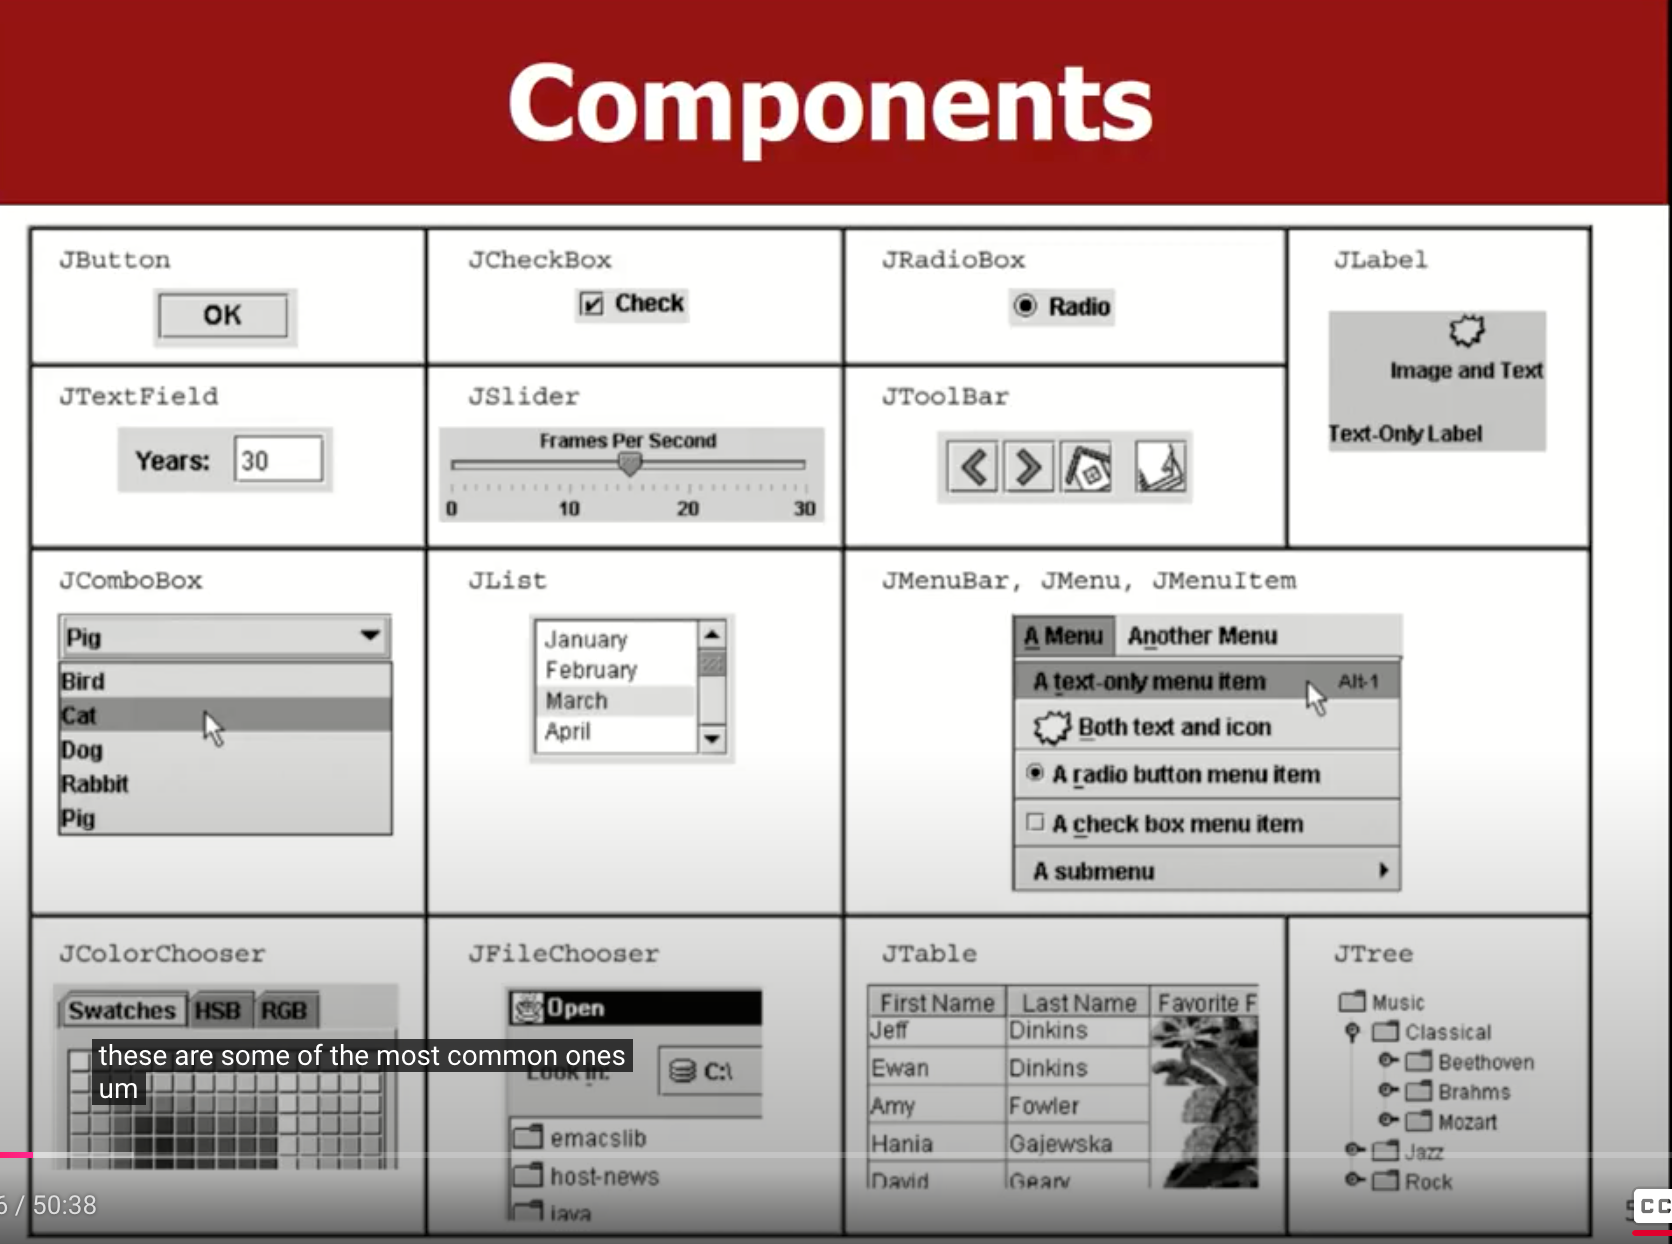 Components
JButton
OK
JCheckBox
Check
JRadioBox
Radio
JLabel
Image and Text
Text-Only Label
JTextField
Years: 30
JSlider
Frames Per Second
0 10 20 30
JToolBar
JComboBox
Pig
Bird
Cat
Dog
Rabbit
Pig
JList
January
February
March
April
JMenuBar, JMenu, JMenuItem
A Menu Another Menu
A text-only menu item Alt-1
Both text and icon
A radio button menu item
A check box menu item
A submenu
JColorChooser
Swatches HSB RGB
JFileChooser
Open
Look in: C:\
emacslib
host-news
java
JTable
First Name Last Name Favorite F
Jeff Dinkins
Ewan Dinkins
Amy Fowler
Hania Gajewska
David Geary
JTree
Music
Classical
Beethoven
Brahms
Mozart
Jazz
Rock
these are some of the most common ones
um
6 / 50:38
CC